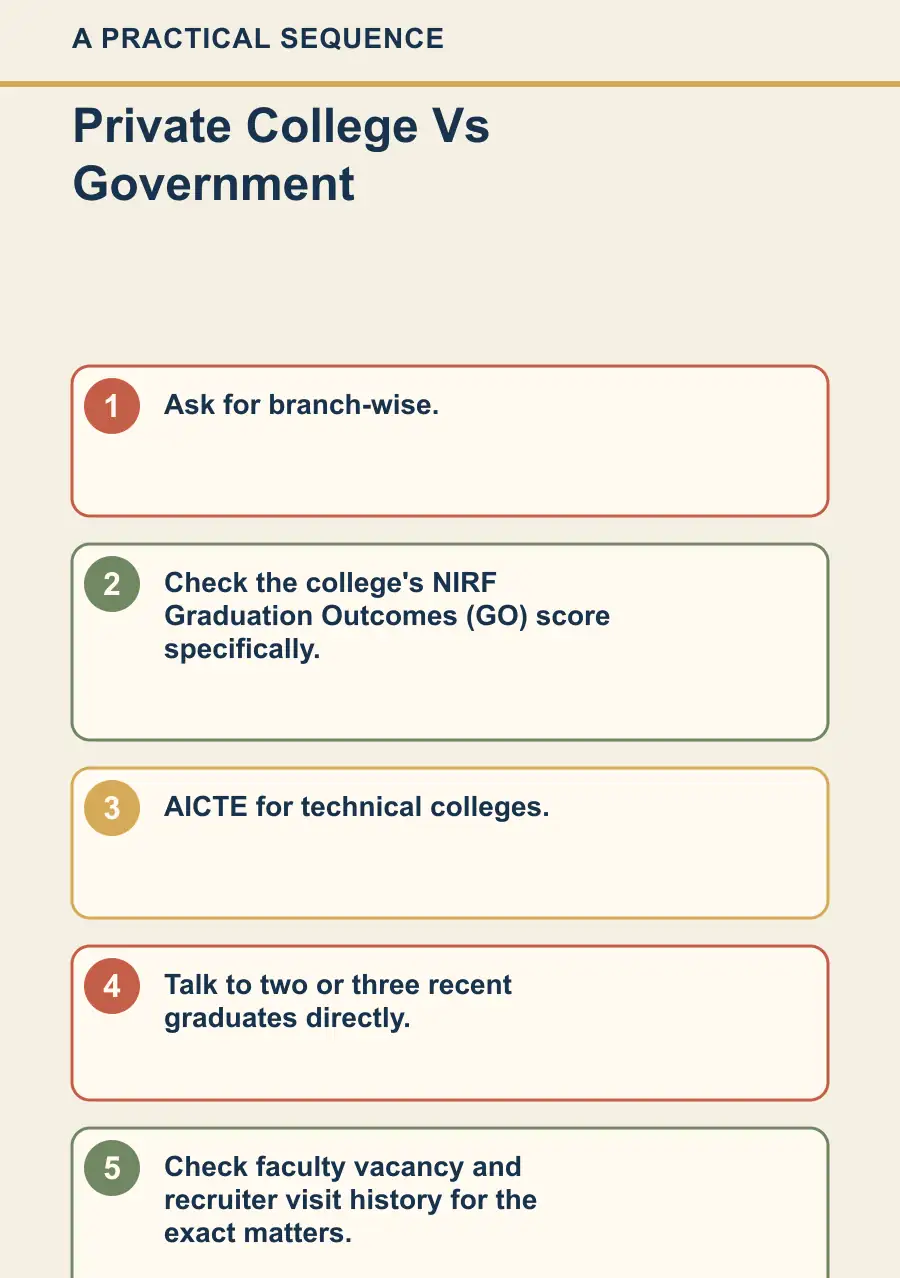 A PRACTICAL SEQUENCE
Private College Vs
Government
1
Ask for branch-wise.
2
Check the college's NIRF
Graduation Outcomes (GO) score
specifically.
3
AICTE for technical colleges.
4
Talk to two or three recent
graduates directly.
5
Check faculty vacancy and
recruiter visit history for the
exact matters.